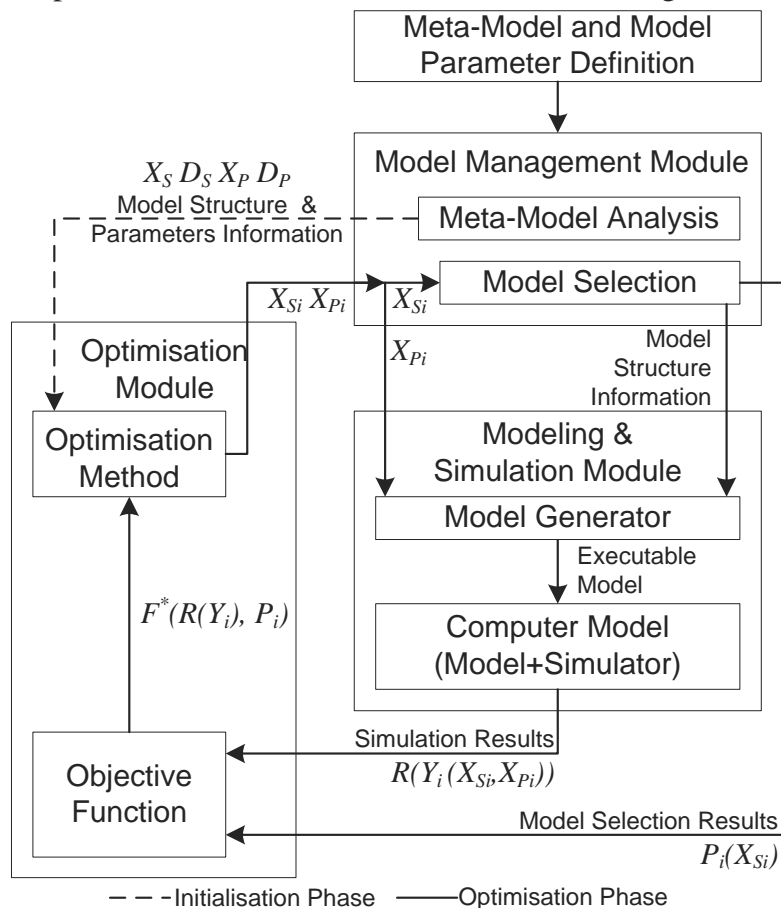 Meta-Model and Model
Parameter Definition
Model Management Module
X_S D_S X_P D_P
Model Structure &
Parameters Information
Meta-Model Analysis
Model Selection
X_Si X_Pi
X_Si
X_Pi
Model
Structure
Information
Optimisation
Module
Optimisation
Method
Modeling &
Simulation Module
Model Generator
Executable
Model
F*(R(Y_i), P_i)
Computer Model
(Model+Simulator)
Simulation Results
R(Y_i (X_Si,X_Pi))
Objective
Function
Model Selection Results
P_i(X_Si)
Initialisation Phase
Optimisation Phase